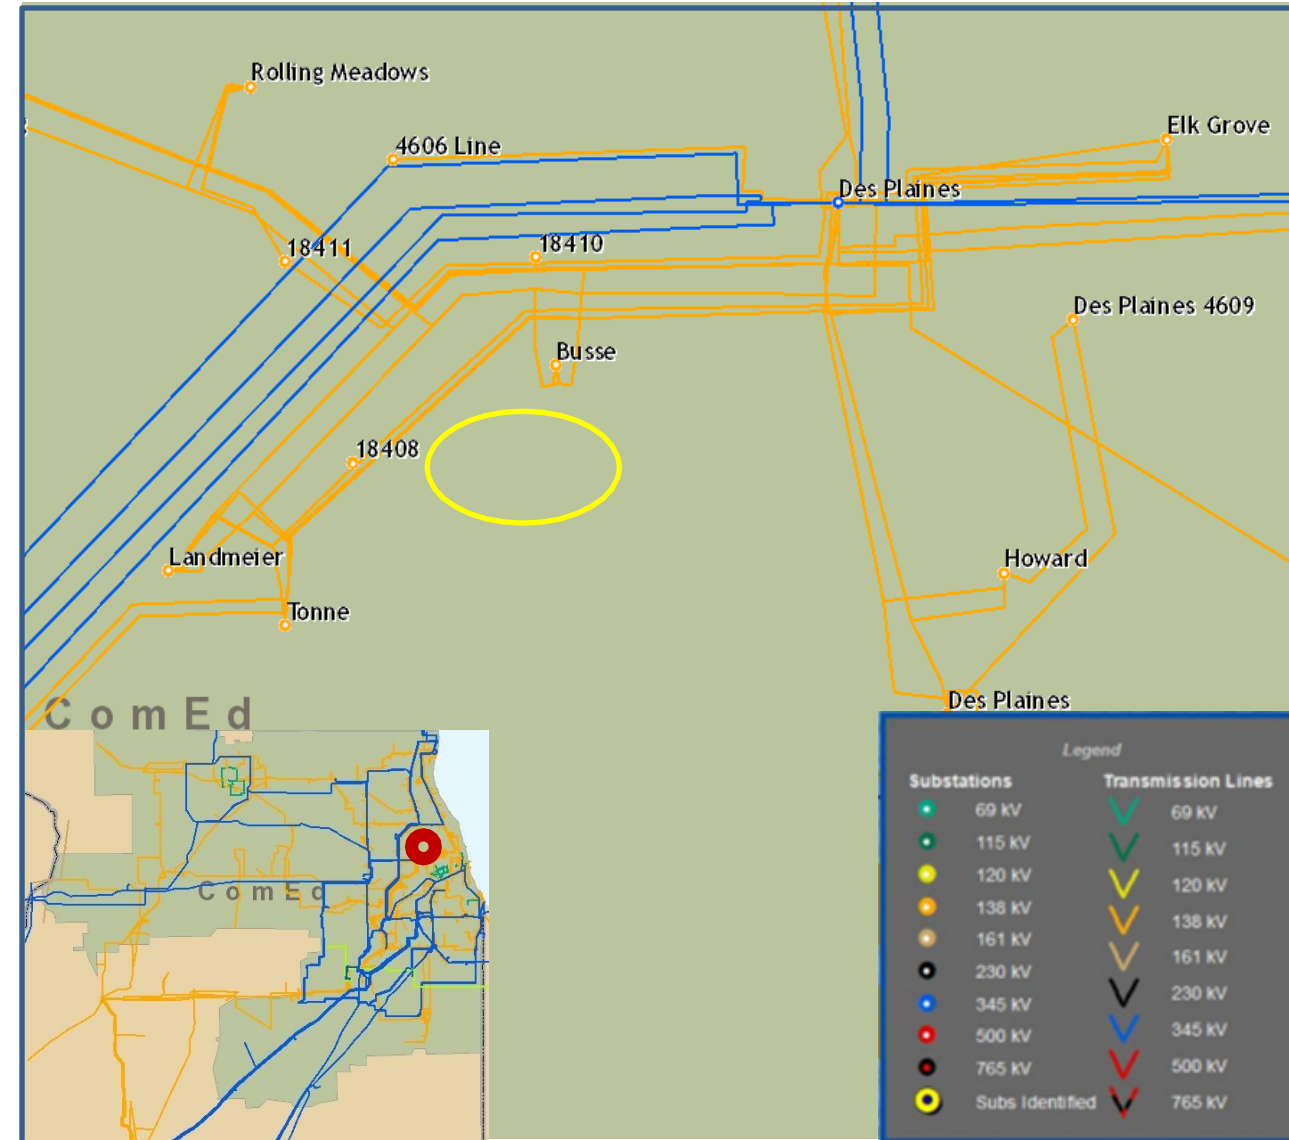 Rolling Meadows
4606 Line
Elk Grove
Des Plaines
18411
18410
Des Plaines 4609
Busse
18408
Landmeier
Howard
Tonne
Des Plaines
ComEd
ComEd
Legend
Substations
Transmission Lines
69 kV
69 kV
115 kV
115 kV
120 kV
120 kV
138 kV
138 kV
161 kV
161 kV
230 kV
230 kV
345 kV
345 kV
500 kV
500 kV
765 kV
765 kV
Subs Identified